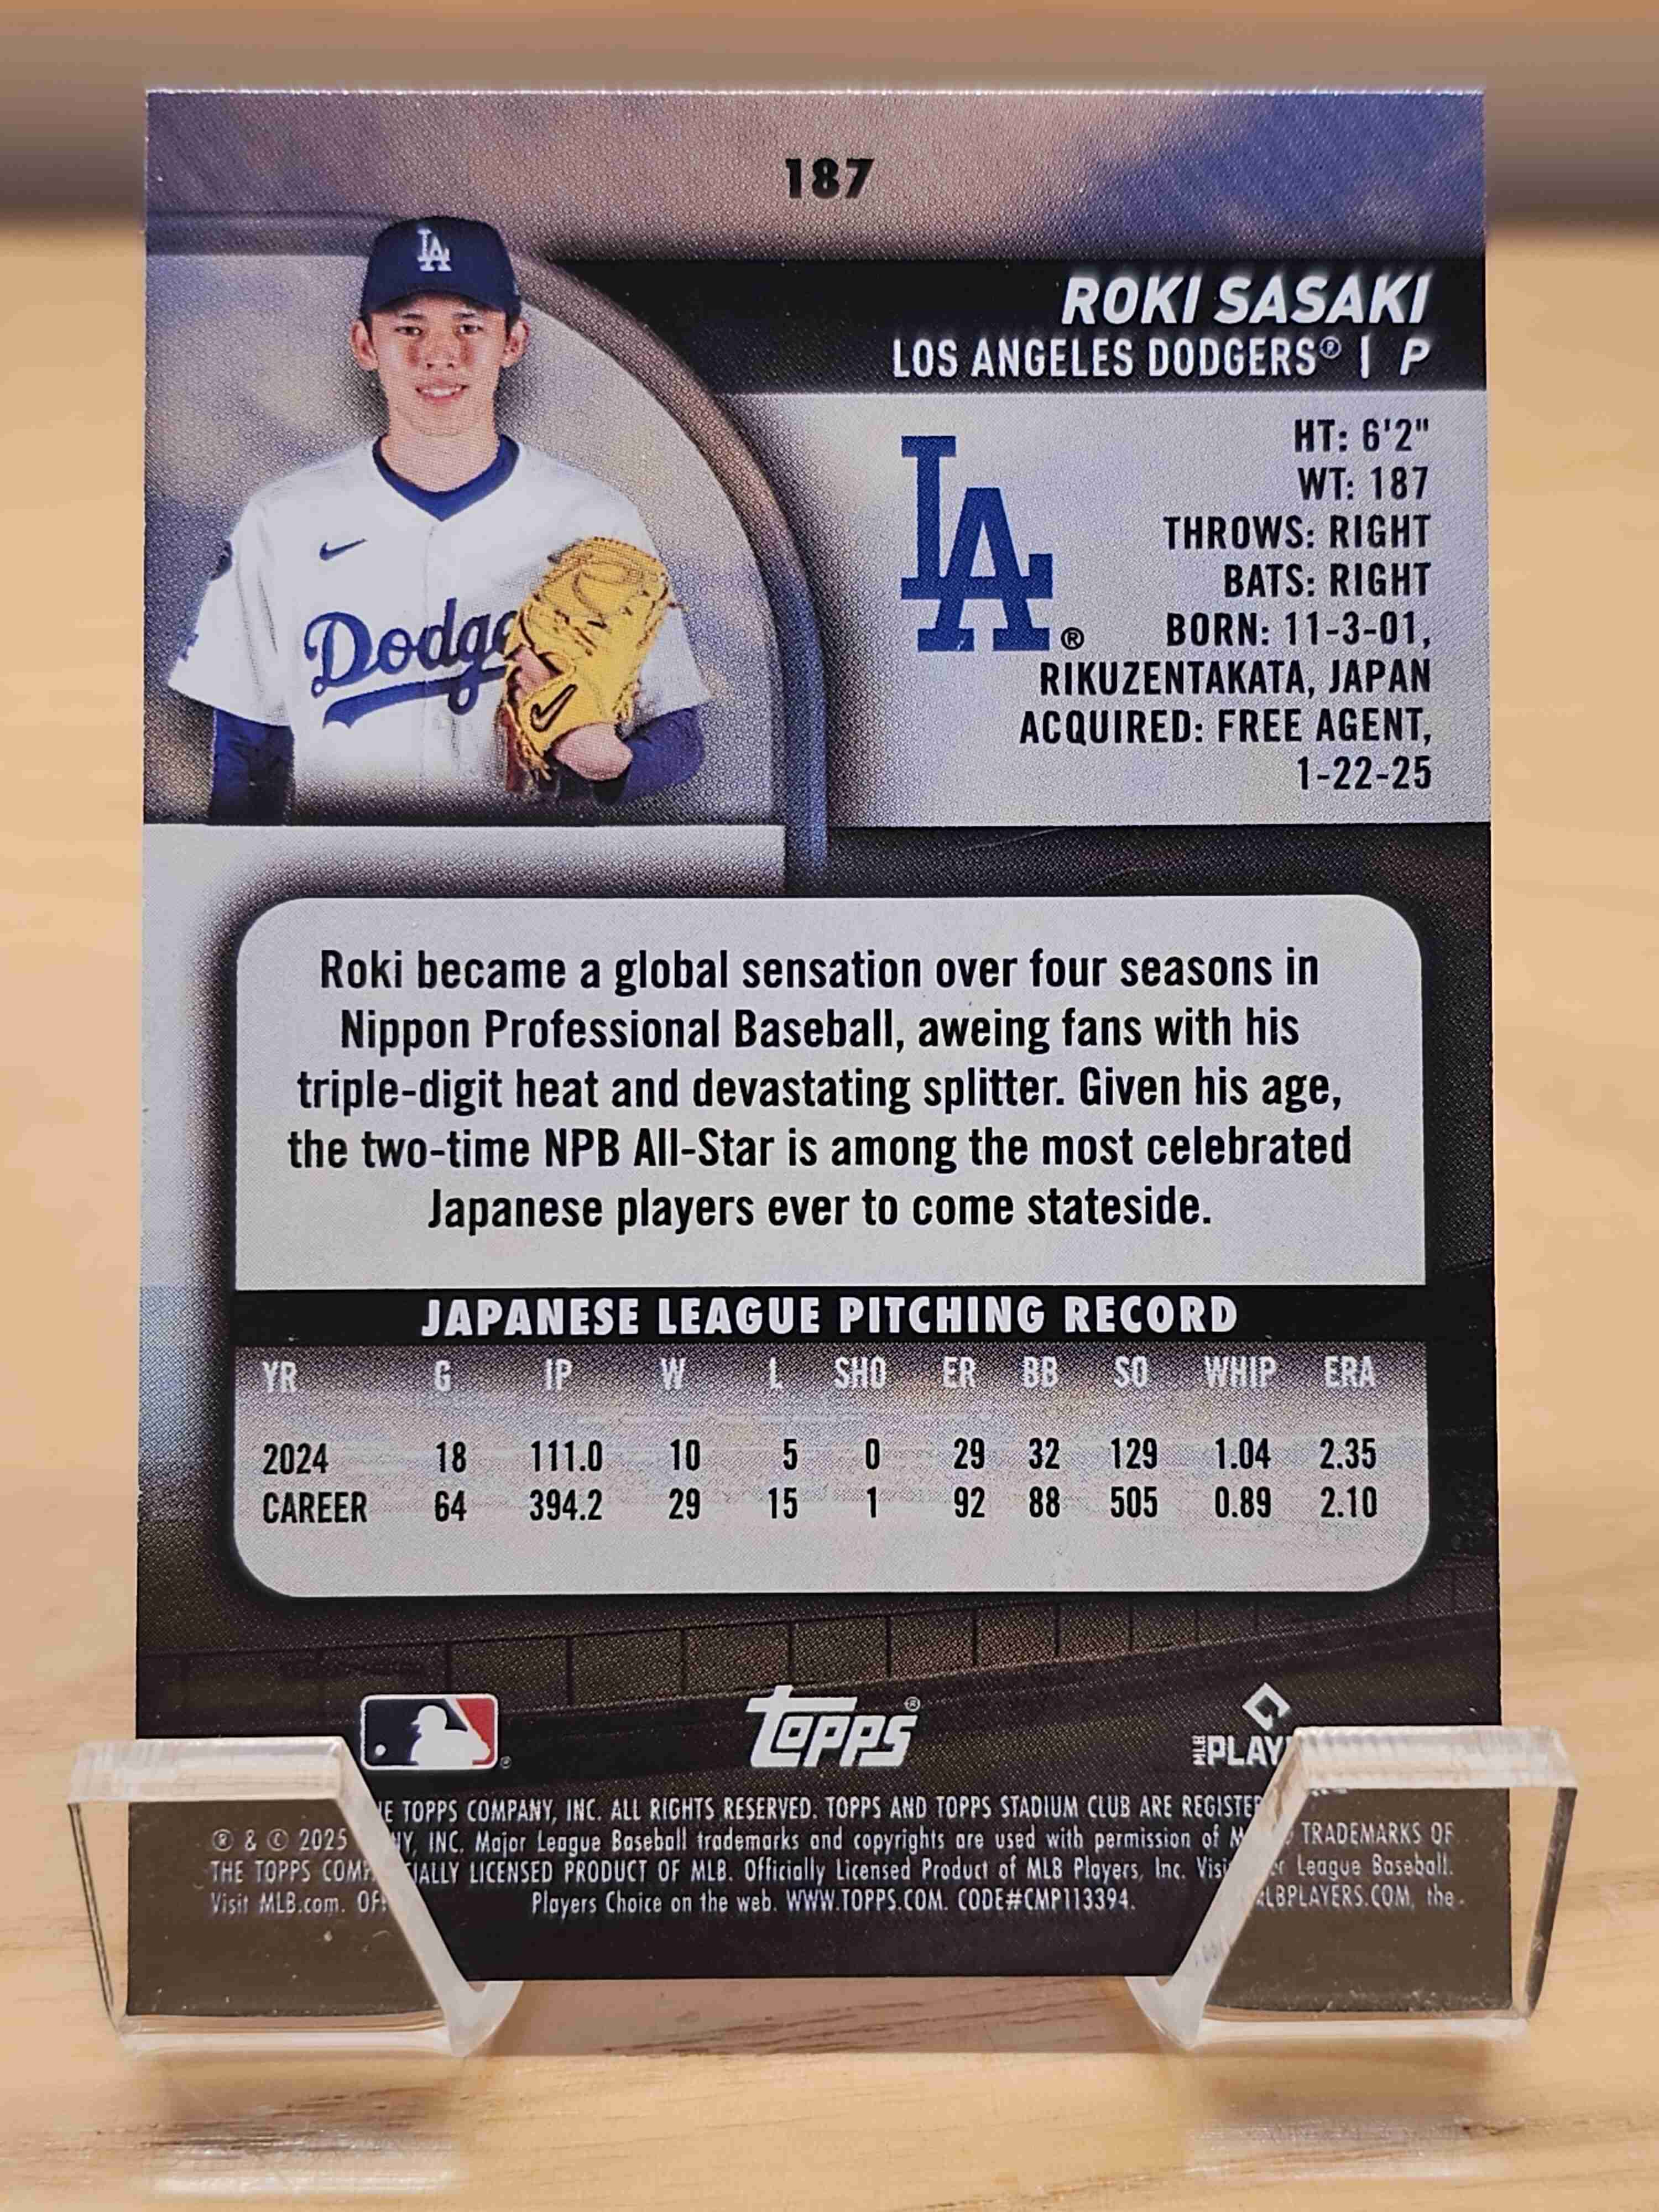 187
LA
ROKI SASAKI
LOS ANGELES DODGERS® | P
LA®
HT: 6'2"
WT: 187
THROWS: RIGHT
BATS: RIGHT
BORN: 11-3-01,
RIKUZENTAKATA, JAPAN
ACQUIRED: FREE AGENT,
1-22-25
Dodge
Roki became a global sensation over four seasons in
Nippon Professional Baseball, aweing fans with his
triple-digit heat and devastating splitter. Given his age,
the two-time NPB All-Star is among the most celebrated
Japanese players ever to come stateside.
JAPANESE LEAGUE PITCHING RECORD
YR G IP W L SHO ER BB SO WHIP ERA
2024 18 111.0 10 5 0 29 32 129 1.04 2.35
CAREER 64 394.2 29 15 1 92 88 505 0.89 2.10
Topps®
MLB PLAY
® & © 2025 TOPPS COMPANY, INC. ALL RIGHTS RESERVED. TOPPS AND TOPPS STADIUM CLUB ARE TRADEMARKS OF
THE TOPPS INC. Major League Baseball trademarks and copyrights are used with permission of League Baseball.
Visit MLB.com. LICENSED PRODUCT OF MLB. Officially Licensed Product of MLB Players, Inc. the
Players Choice on the web. WWW.TOPPS.COM. CODE#CMP113394.